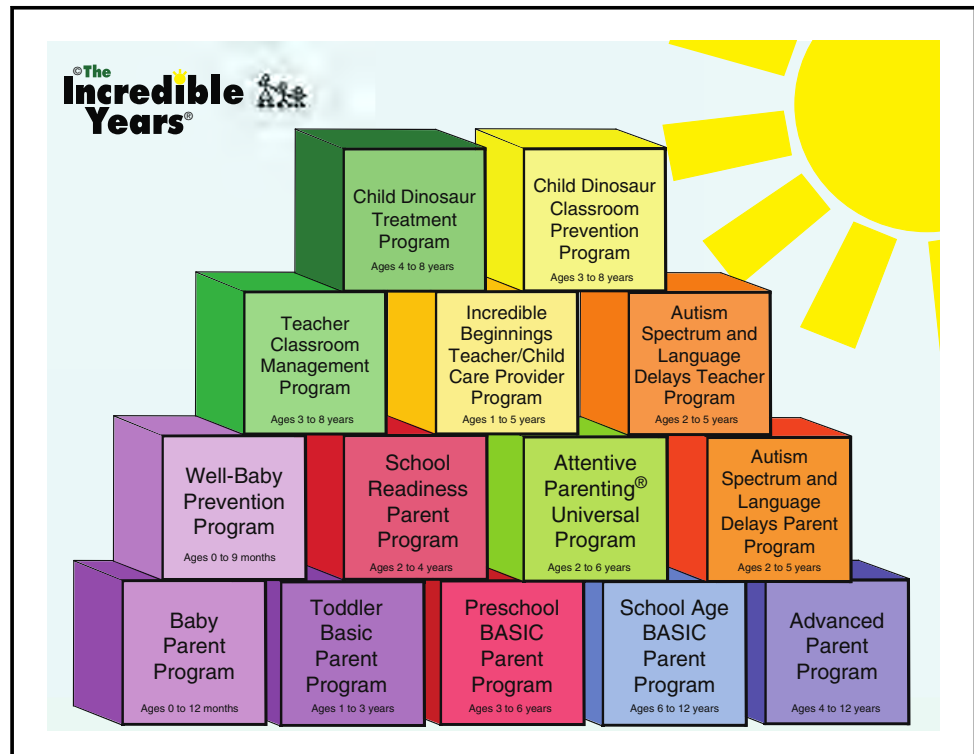 ©The
Incredible
Years®
Child Dinosaur
Treatment
Program
Ages 4 to 8 years
Child Dinosaur
Classroom
Prevention
Program
Ages 3 to 8 years
Teacher
Classroom
Management
Program
Ages 3 to 8 years
Incredible
Beginnings
Teacher/Child
Care Provider
Program
Ages 1 to 5 years
Autism
Spectrum and
Language
Delays Teacher
Program
Ages 2 to 5 years
Well-Baby
Prevention
Program
Ages 0 to 9 months
School
Readiness
Parent
Program
Ages 2 to 4 years
Attentive
Parenting®
Universal
Program
Ages 2 to 6 years
Autism
Spectrum and
Language
Delays Parent
Program
Ages 2 to 5 years
Baby
Parent
Program
Ages 0 to 12 months
Toddler
Basic
Parent
Program
Ages 1 to 3 years
Preschool
BASIC
Parent
Program
Ages 3 to 6 years
School Age
BASIC
Parent
Program
Ages 6 to 12 years
Advanced
Parent
Program
Ages 4 to 12 years